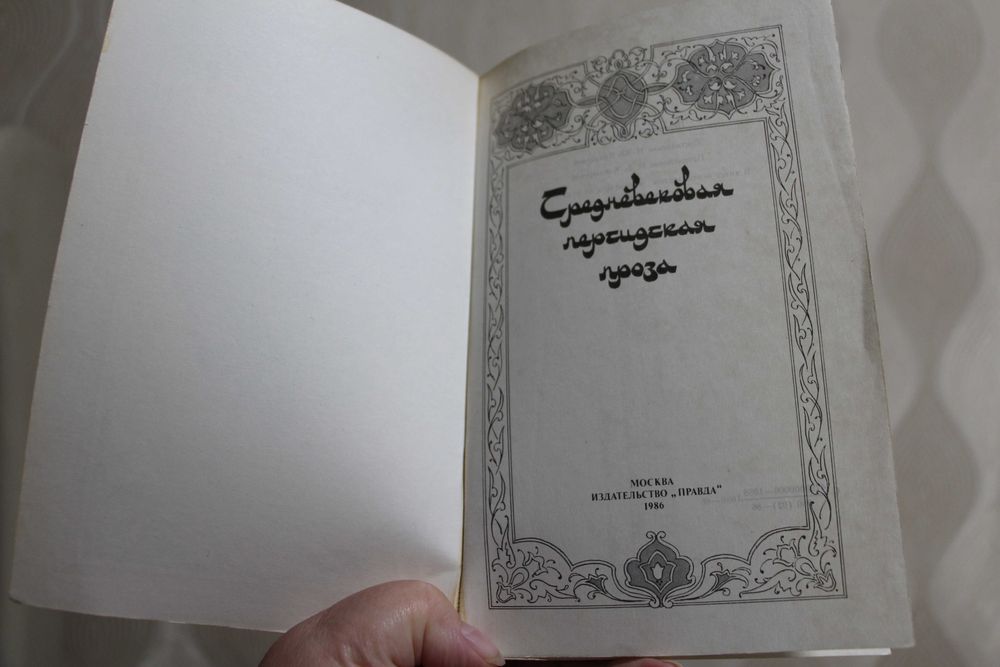 Средневековая
персидская
проза
МОСКВА
ИЗДАТЕЛЬСТВО „ПРАВДА"
1986